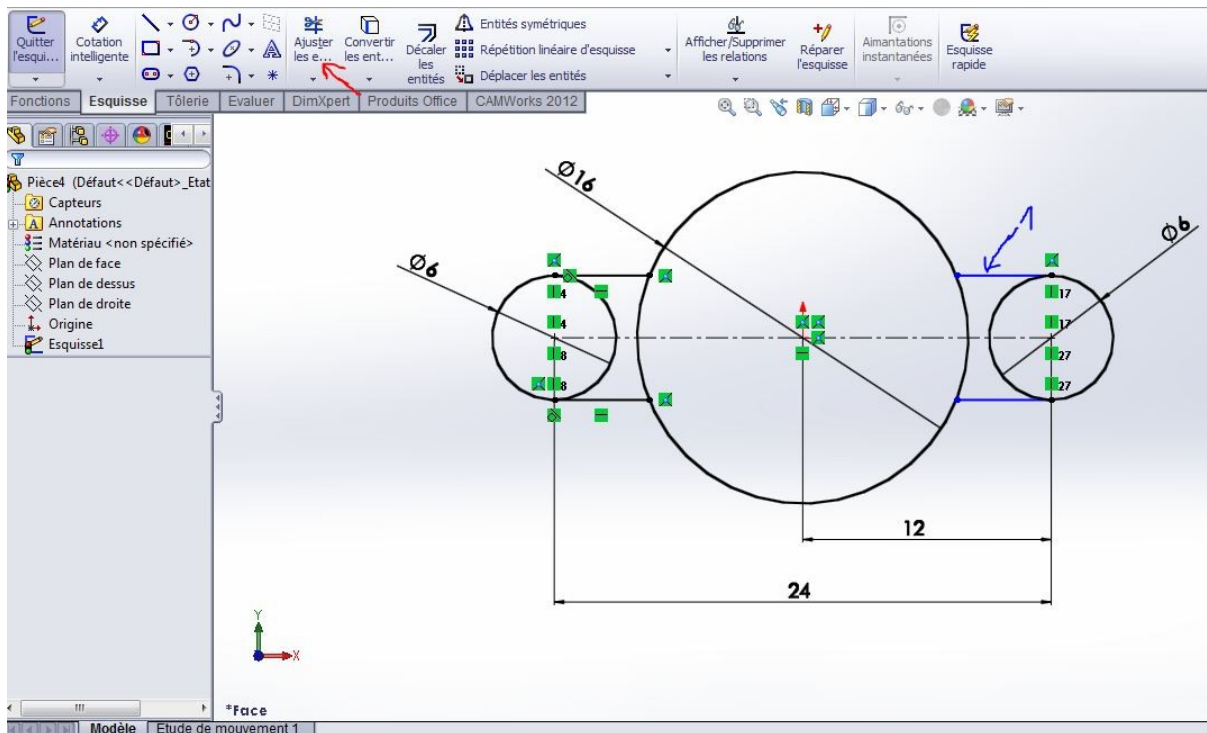 Quitter l'esqui...
Cotation intelligente
Ajuster les e...
Convertir les ent...
Décaler les entités
Entités symétriques
Répétition linéaire d'esquisse
Déplacer les entités
Afficher/Supprimer les relations
Réparer l'esquisse
Aimantations instantanées
Esquisse rapide
Fonctions Esquisse Tôlerie Evaluer DimXpert Produits Office CAMWorks 2012
Pièce4 (Défaut<<Défaut>_Etat
Capteurs
A Annotations
Matériau <non spécifié>
Plan de face
Plan de dessus
Plan de droite
Origine
Esquisse1
Ø16
1
Ø6
Ø6
4
17
4
17
8
27
8
27
12
24
Y
X
*Face
Modèle Etude de mouvement 1